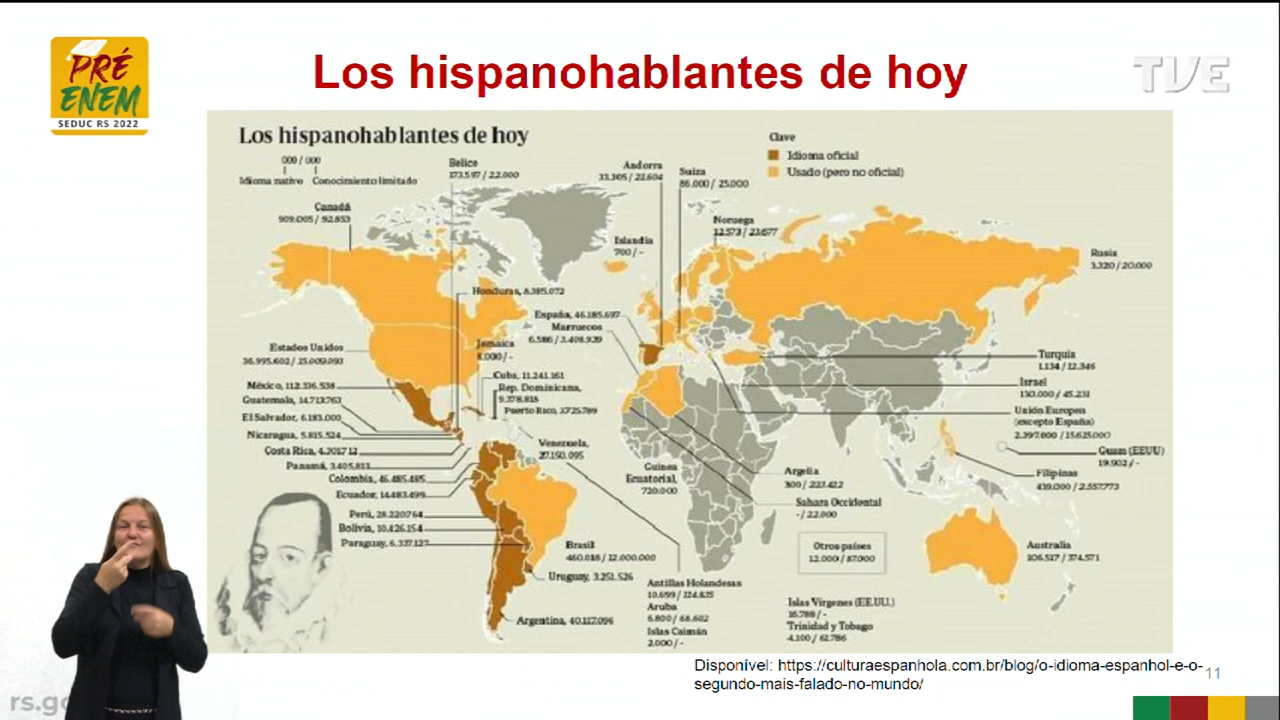 PRÉ
ENEM
SEDUC RS 2022
Los hispanohablantes de hoy
TVE
Los hispanohablantes de hoy
000 / 000
Idioma nativo Conocimiento limitado
Clave
Idioma oficial
Usado (pero no oficial)
Belice
173.597 / 22.000
Andorra
33.305 / 22.604
Suiza
86.000 / 25.000
Canadá
909.005 / 92.853
Noruega
12.573 / 23.677
Islandia
700 / -
Rusia
3.320 / 20.000
Honduras, 8.385.072
España, 46.185.697
Marruecos
6.586 / 3.408.939
Jamaica
8.000 / -
Estados Unidos
36.995.602 / 15.009.093
Turquía
1.134 / 12.346
Cuba, 11.241.161
Rep. Dominicana,
9.378.818
Puerto Rico, 3.725.789
México, 112.336.538
Guatemala, 14.713.763
El Salvador, 6.183.000
Nicaragua, 5.815.524
Costa Rica, 4.301.712
Panamá, 3.405.813
Colombia, 46.485.485
Ecuador, 14.483.499
Perú, 28.220.764
Bolivia, 10.426.154
Paraguay, 6.337.127
Israel
130.000 / 45.231
Unión Europea
(excepto España)
2.397.000 / 15.625.000
Guam (EEUU)
19.902 / -
Filipinas
439.000 / 2.557.773
Venezuela,
27.150.095
Guinea
Ecuatorial,
720.000
Argelia
300 / 223.422
Sahara Occidental
- / 22.000
Brasil
460.018 / 12.000.000
Otros países
12.000 / 87.000
Australia
106.517 / 374.571
Uruguay, 3.251.526
Argentina, 40.117.096
Antillas Holandesas
10.699 / 114.835
Aruba
6.800 / 68.602
Islas Caimán
2.000 / -
Islas Vírgenes (EE.UU.)
16.788 / -
Trinidad y Tobago
4.100 / 61.786
Disponível: https://culturaespanhola.com.br/blog/o-idioma-espanhol-e-o-
segundo-mais-falado-no-mundo/
11
rs.go